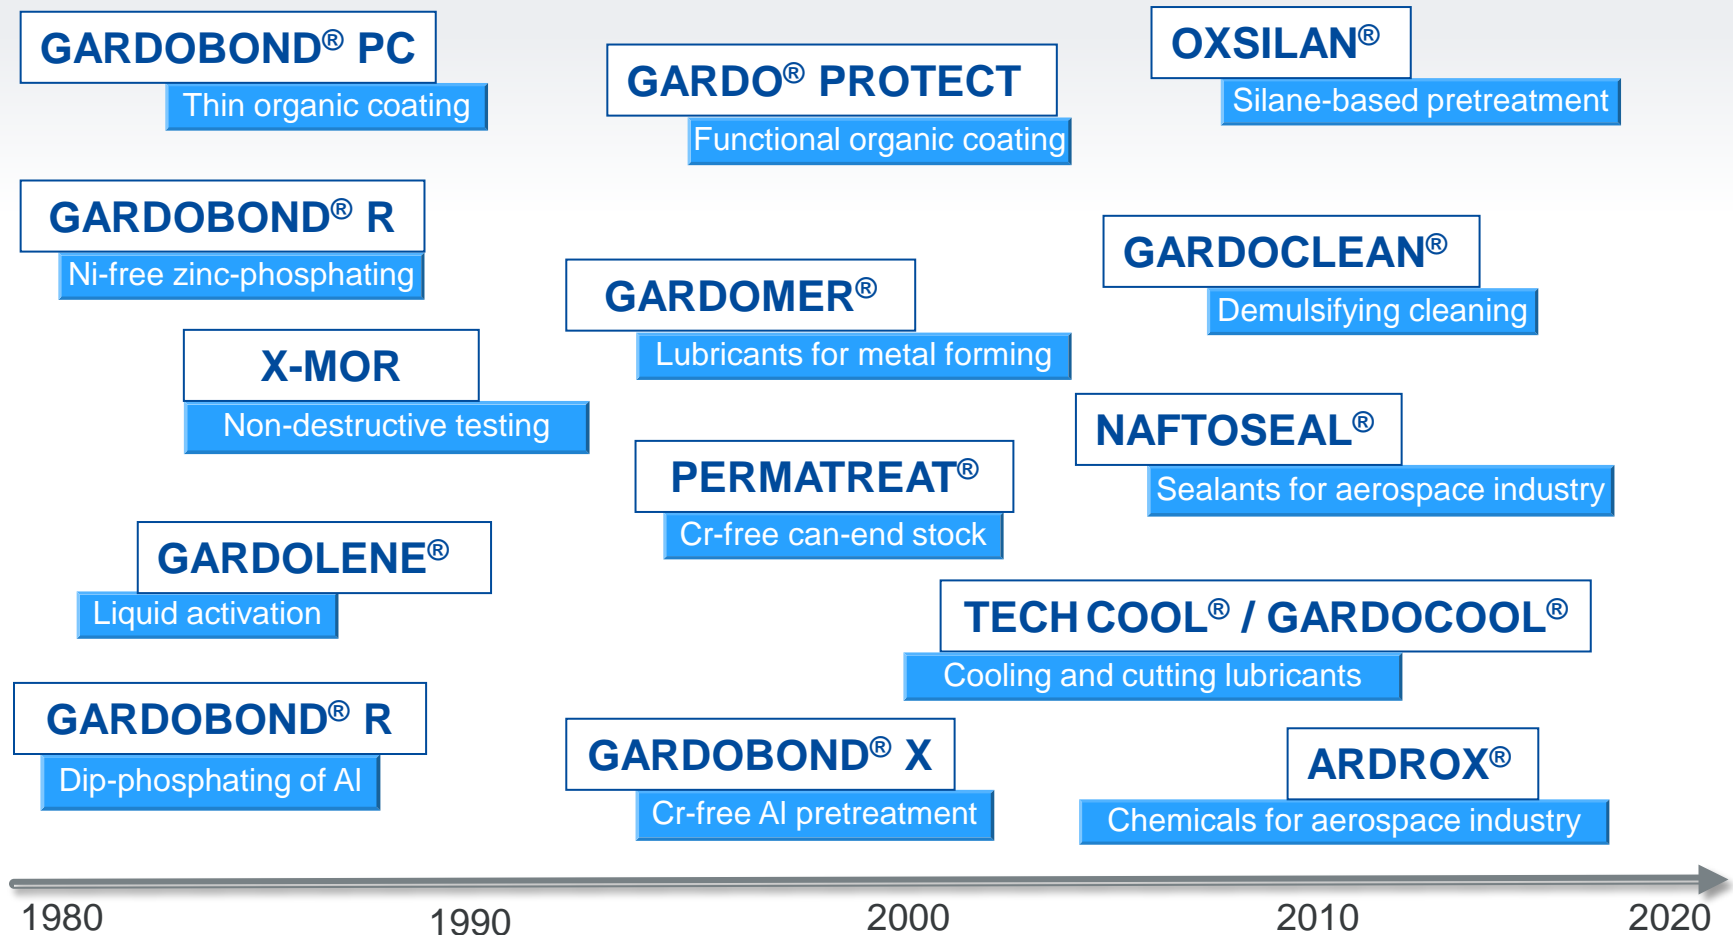 GARDOBOND® PC
Thin organic coating
GARDOBOND® R
Ni-free zinc-phosphating
X-MOR
Non-destructive testing
GARDOLENE®
Liquid activation
GARDOBOND® R
Dip-phosphating of Al
GARDO® PROTECT
Functional organic coating
GARDOMER®
Lubricants for metal forming
PERMATREAT®
Cr-free can-end stock
TECH COOL® / GARDOCOOL®
Cooling and cutting lubricants
GARDOBOND® X
Cr-free Al pretreatment
OXSILAN®
Silane-based pretreatment
GARDOCLEAN®
Demulsifying cleaning
NAFTOSEAL®
Sealants for aerospace industry
ARDROX®
Chemicals for aerospace industry
1980 1990 2000 2010 2020